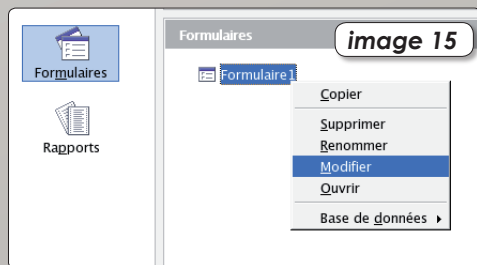 Formulaires
Rapports
Formulaires
image 15
Formulaire1
Copier
Supprimer
Renommer
Modifier
Ouvrir
Base de données